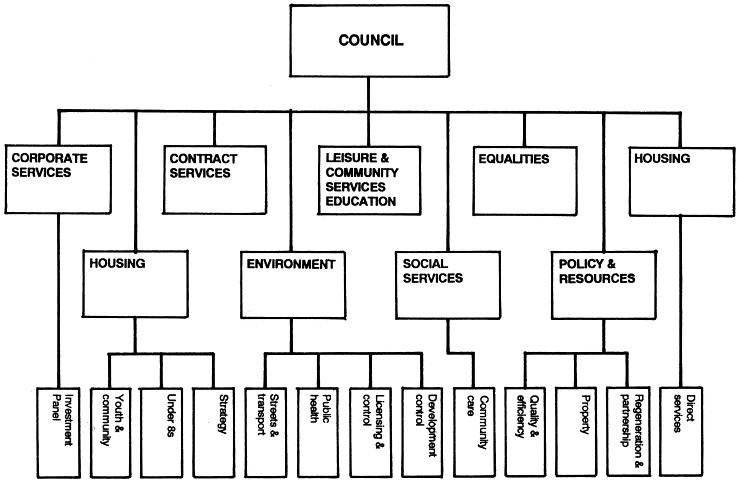 COUNCIL
CORPORATE
SERVICES
CONTRACT
SERVICES
LEISURE &
COMMUNITY
SERVICES
EDUCATION
EQUALITIES
HOUSING
HOUSING
ENVIRONMENT
SOCIAL
SERVICES
POLICY &
RESOURCES
Investment
Panel
Youth &
community
Under 8s
Strategy
Streets &
transport
Public
health
Licensing &
control
Development
control
Community
care
Quality &
efficiency
Property
Regeneration &
partnership
Direct
services